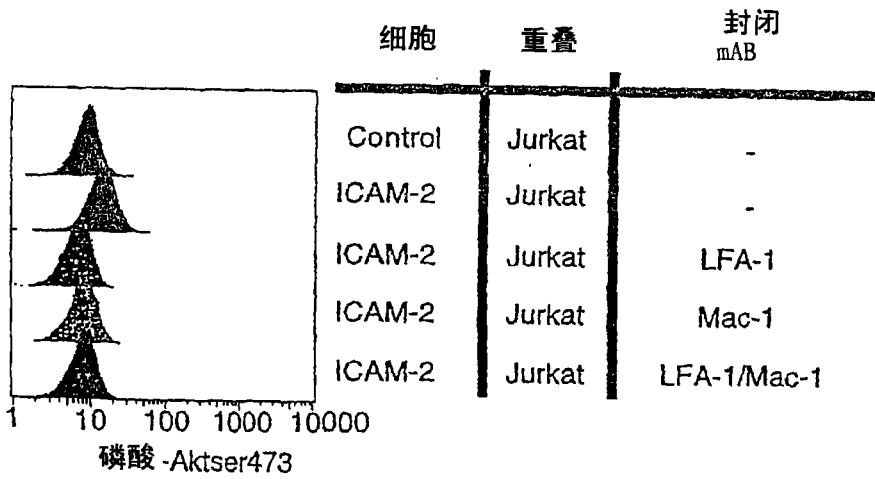 细胞 重叠 封闭
mAB
Control Jurkat -
ICAM-2 Jurkat -
ICAM-2 Jurkat LFA-1
ICAM-2 Jurkat Mac-1
ICAM-2 Jurkat LFA-1/Mac-1
1 10 100 1000 10000
磷酸 -Aktser473